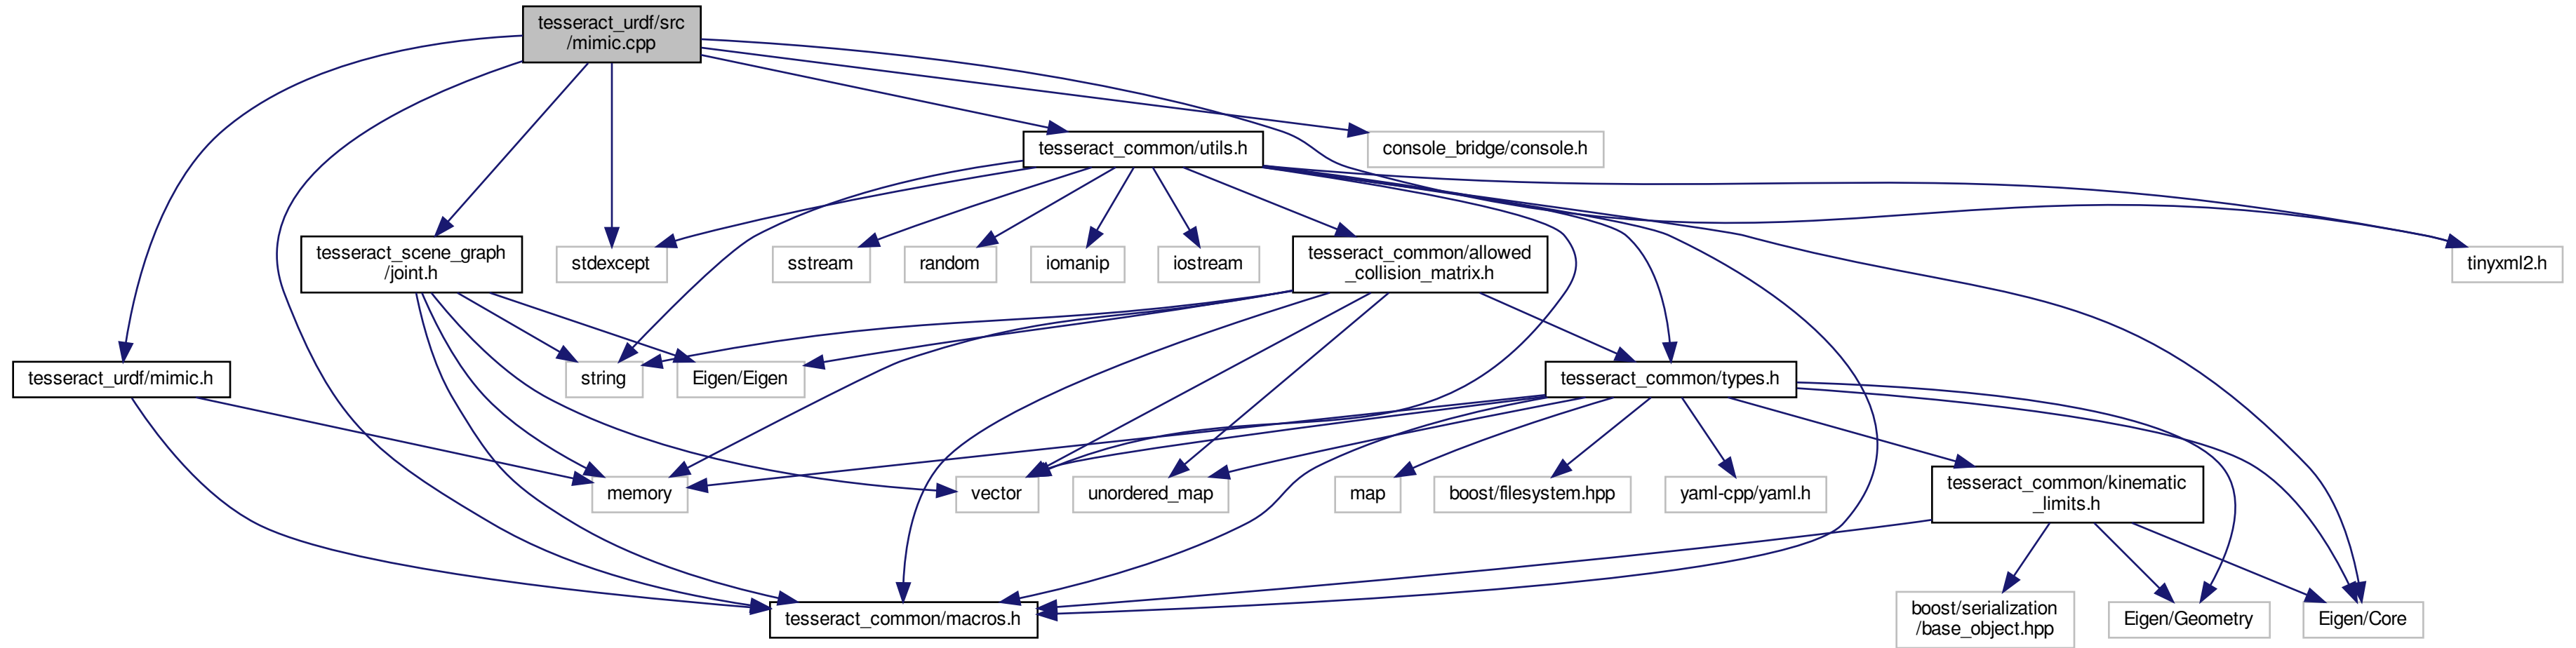 tesseract_urdf/src
/mimic.cpp
tesseract_common/utils.h
console_bridge/console.h
tesseract_scene_graph
/joint.h
stdexcept
sstream
random
iomanip
iostream
tesseract_common/allowed
_collision_matrix.h
tinyxml2.h
tesseract_urdf/mimic.h
string
Eigen/Eigen
tesseract_common/types.h
memory
vector
unordered_map
map
boost/filesystem.hpp
yaml-cpp/yaml.h
tesseract_common/kinematic
_limits.h
tesseract_common/macros.h
boost/serialization
/base_object.hpp
Eigen/Geometry
Eigen/Core